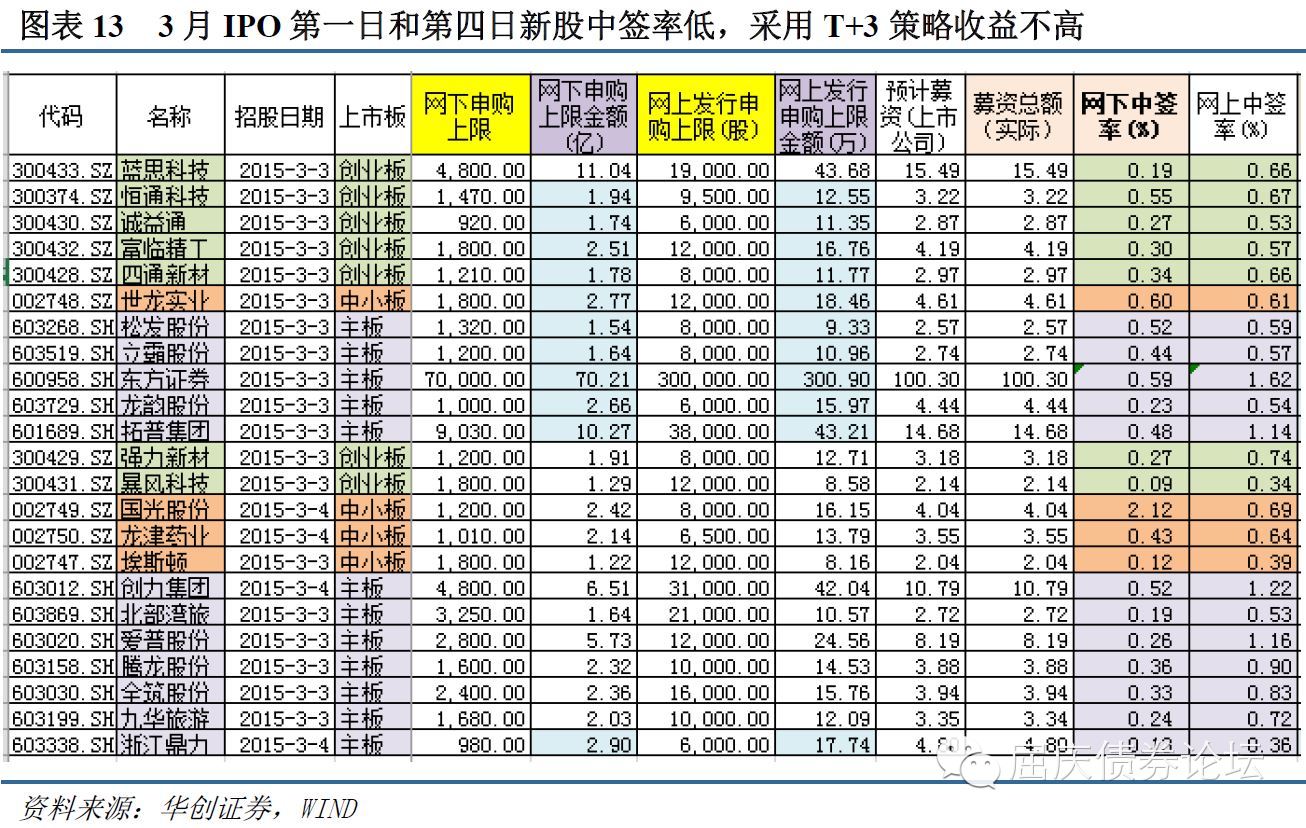 图表 13 3 月 IPO 第一日和第四日新股中签率低，采用 T+3 策略收益不高
代码 名称 招股日期 上市板 网下申购上限 网下申购上限金额(亿) 网上发行申购上限(股) 网上发行申购上限金额(万) 预计募资(上市公司) 募资总额(实际) 网下中签率(%) 网上中签率(%)
300433.SZ 蓝思科技 2015-3-3 创业板 4,800.00 11.04 19,000.00 43.68 15.49 15.49 0.19 0.66
300374.SZ 恒通科技 2015-3-3 创业板 1,470.00 1.94 9,500.00 12.55 3.22 3.22 0.55 0.67
300430.SZ 诚益通 2015-3-3 创业板 920.00 1.74 6,000.00 11.35 2.87 2.87 0.27 0.53
300432.SZ 富临精工 2015-3-3 创业板 1,800.00 2.51 12,000.00 16.76 4.19 4.19 0.30 0.57
300428.SZ 四通新材 2015-3-3 创业板 1,210.00 1.78 8,000.00 11.77 2.97 2.97 0.34 0.66
002748.SZ 世龙实业 2015-3-3 中小板 1,800.00 2.77 12,000.00 18.46 4.61 4.61 0.60 0.61
603268.SH 松发股份 2015-3-3 主板 1,320.00 1.54 8,000.00 9.33 2.57 2.57 0.52 0.59
603519.SH 立霸股份 2015-3-3 主板 1,200.00 1.64 8,000.00 10.96 2.74 2.74 0.44 0.57
600958.SH 东方证券 2015-3-3 主板 70,000.00 70.21 300,000.00 300.90 100.30 100.30 0.59 1.62
603729.SH 龙韵股份 2015-3-3 主板 1,000.00 2.66 6,000.00 15.97 4.44 4.44 0.23 0.54
601689.SH 拓普集团 2015-3-3 主板 9,030.00 10.27 38,000.00 43.21 14.68 14.68 0.48 1.14
300429.SZ 强力新材 2015-3-3 创业板 1,200.00 1.91 8,000.00 12.71 3.18 3.18 0.27 0.74
300431.SZ 暴风科技 2015-3-3 创业板 1,800.00 1.29 12,000.00 8.58 2.14 2.14 0.09 0.34
002749.SZ 国光股份 2015-3-4 中小板 1,200.00 2.42 8,000.00 16.15 4.04 4.04 2.12 0.69
002750.SZ 龙津药业 2015-3-4 中小板 1,010.00 2.14 6,500.00 13.79 3.55 3.55 0.43 0.64
002747.SZ 埃斯顿 2015-3-4 中小板 1,800.00 1.22 12,000.00 8.16 2.04 2.04 0.12 0.39
603012.SH 创力集团 2015-3-4 主板 4,800.00 6.51 31,000.00 42.04 10.79 10.79 0.52 1.22
603869.SH 北部湾旅 2015-3-3 主板 3,250.00 1.64 21,000.00 10.57 2.72 2.72 0.19 0.53
603020.SH 爱普股份 2015-3-3 主板 2,800.00 5.73 12,000.00 24.56 8.19 8.19 0.26 1.16
603158.SH 腾龙股份 2015-3-3 主板 1,600.00 2.32 10,000.00 14.53 3.88 3.88 0.36 0.90
603030.SH 全筑股份 2015-3-3 主板 2,400.00 2.36 16,000.00 15.76 3.94 3.94 0.33 0.83
603199.SH 九华旅游 2015-3-3 主板 1,680.00 2.03 10,000.00 12.09 3.35 3.34 0.24 0.72
603338.SH 浙江鼎力 2015-3-4 主板 980.00 2.90 6,000.00 17.74 4.80 0.36
屈庆债券论坛
资料来源：华创证券，WIND